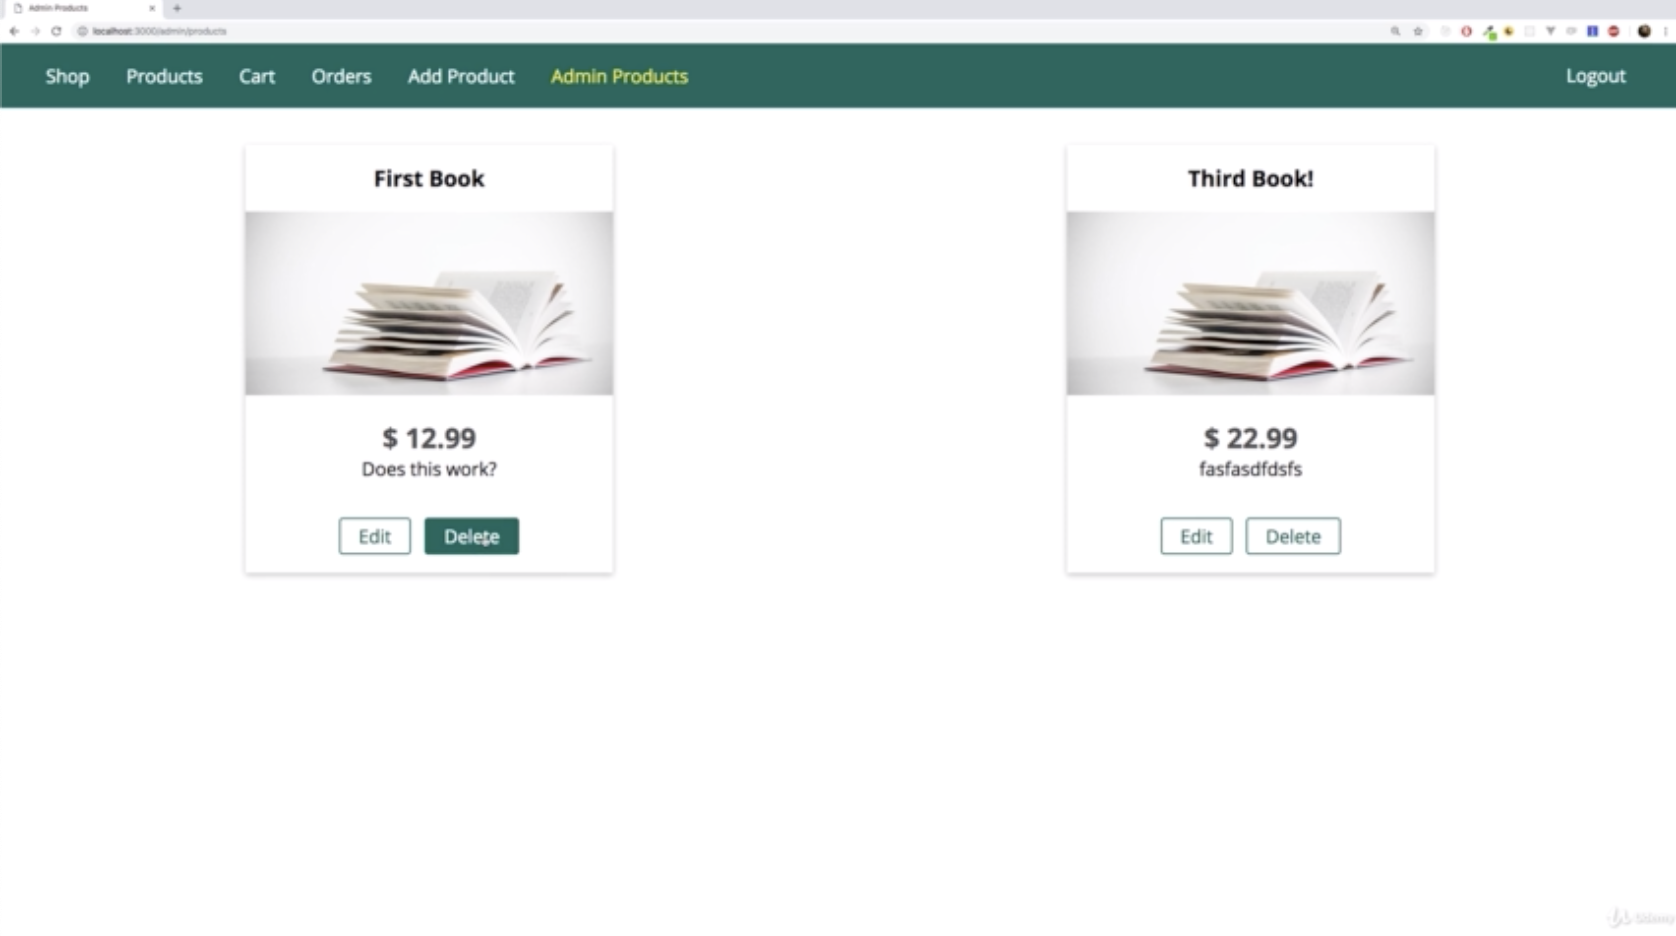 Admin Products
localhost:3000/admin/products
Shop Products Cart Orders Add Product Admin Products Logout
First Book
$ 12.99
Does this work?
Edit Delete
Third Book!
$ 22.99
fasfasdfdsfs
Edit Delete
Udemy